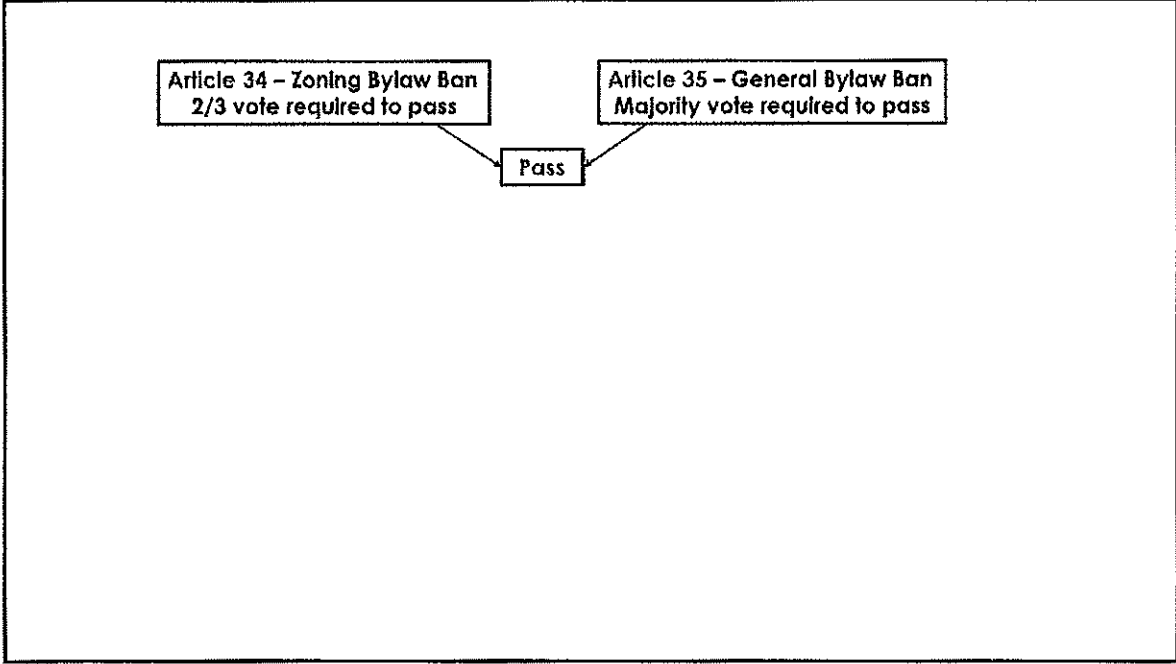 Article 34 – Zoning Bylaw Ban
2/3 vote required to pass
Article 35 – General Bylaw Ban
Majority vote required to pass
Pass